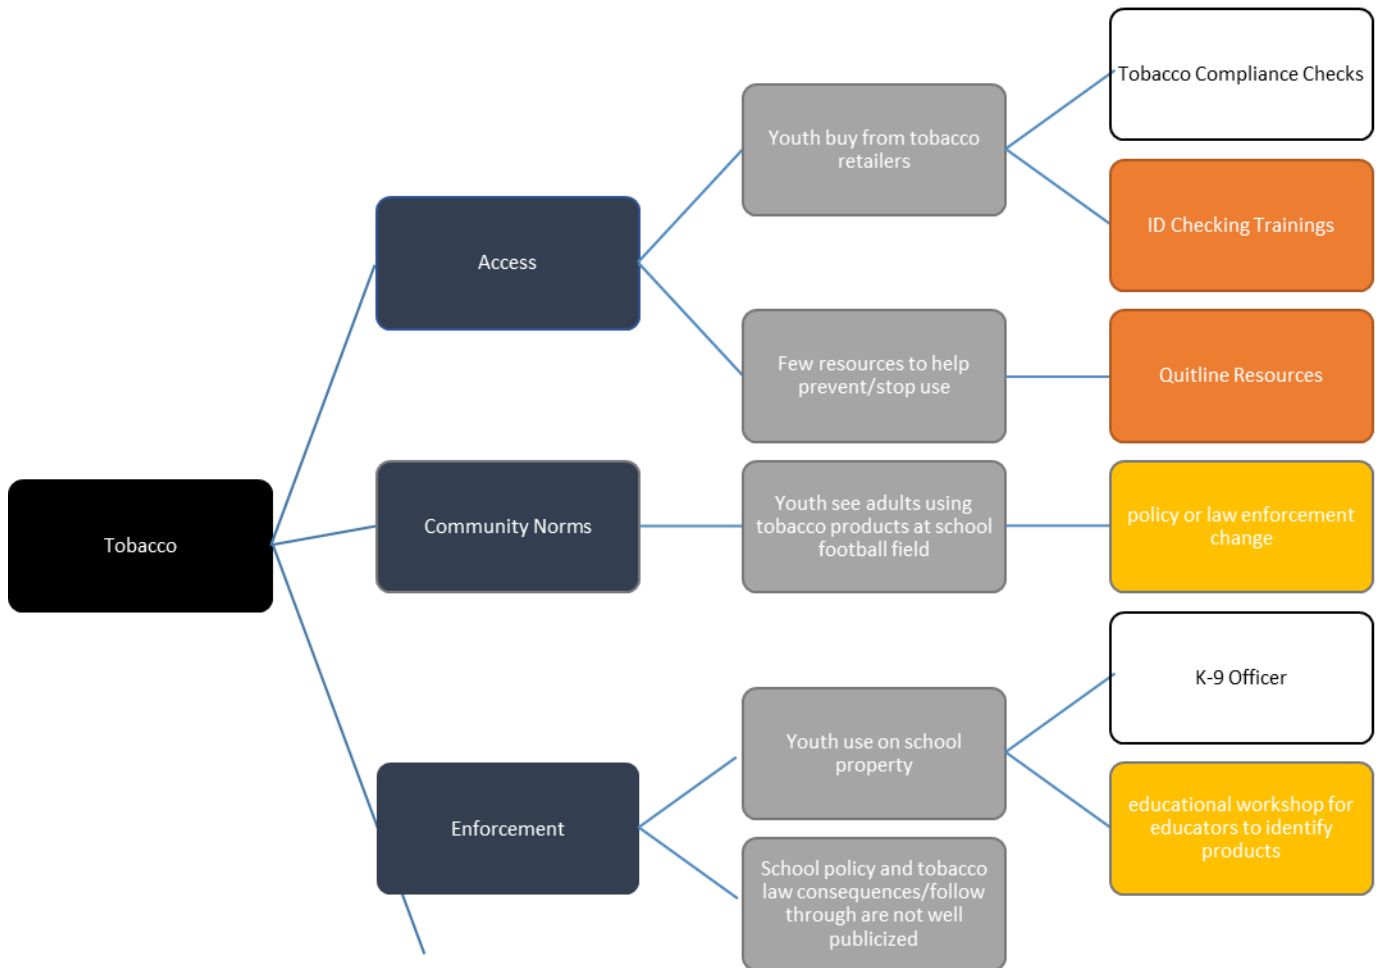 Tobacco
Access
Youth buy from tobacco
retailers
Tobacco Compliance Checks
ID Checking Trainings
Few resources to help
prevent/stop use
Quitline Resources
Community Norms
Youth see adults using
tobacco products at school
football field
policy or law enforcement
change
Enforcement
Youth use on school
property
K-9 Officer
educational workshop for
educators to identify
products
School policy and tobacco
law consequences/follow
through are not well
publicized